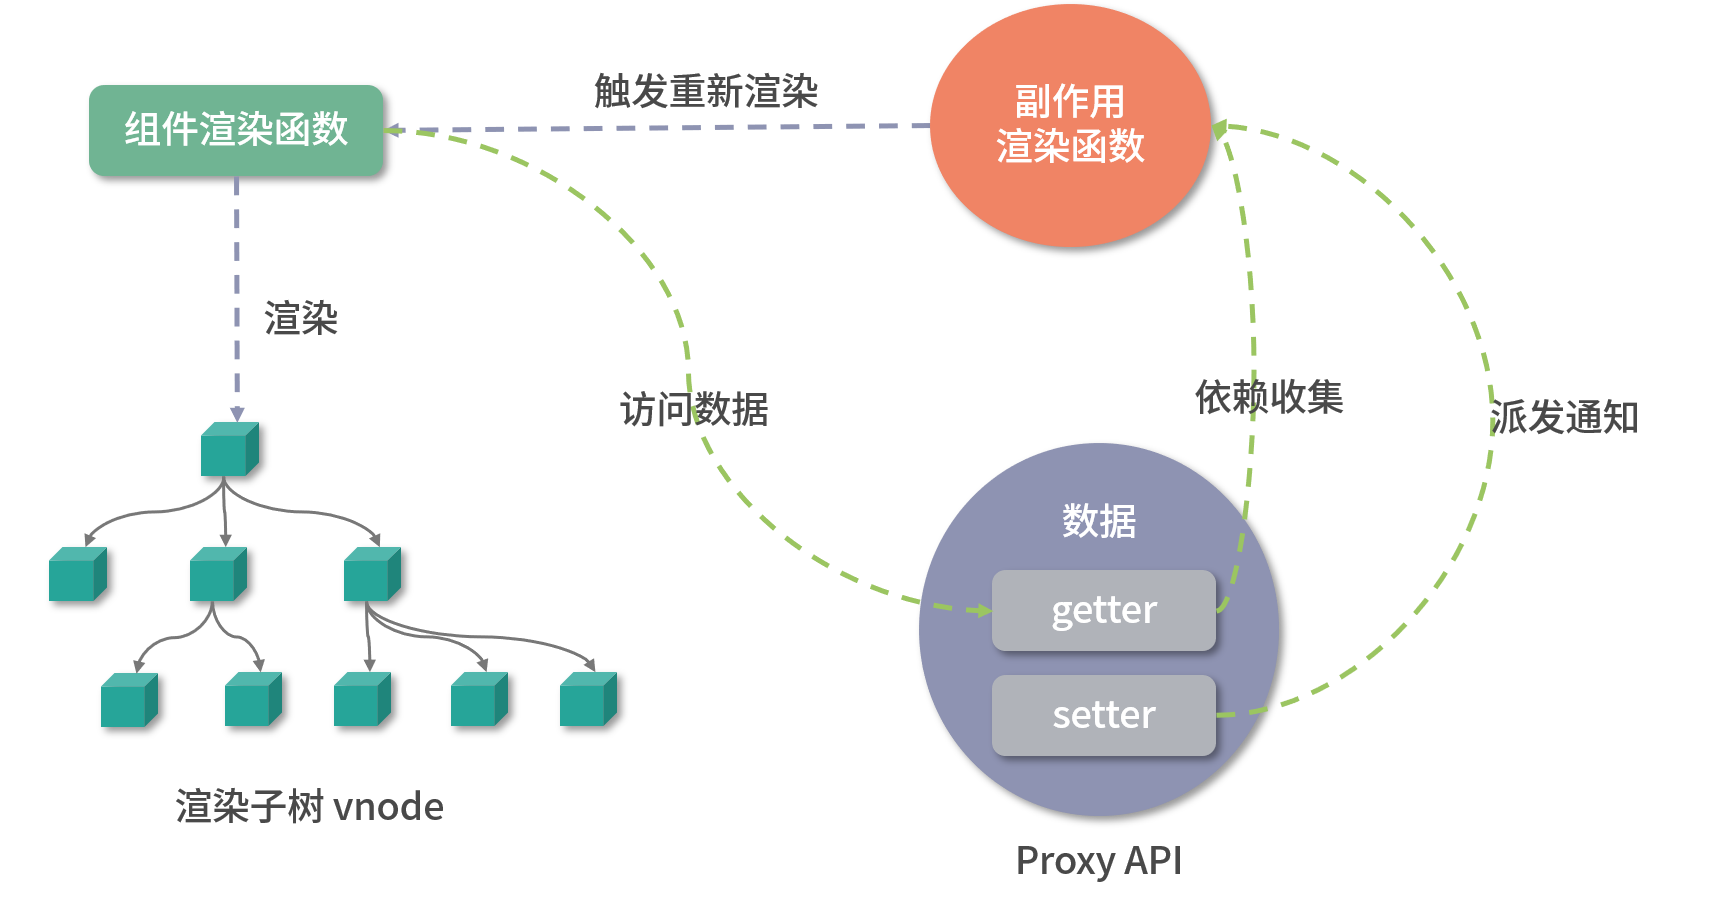 触发重新渲染
组件渲染函数
副作用
渲染函数
渲染
访问数据
依赖收集
派发通知
数据
getter
setter
渲染子树 vnode
Proxy API